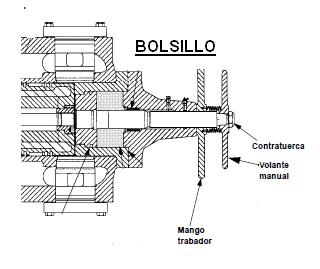 BOLSILLO
Contratuerca
Volante
manual
Mango
trabador